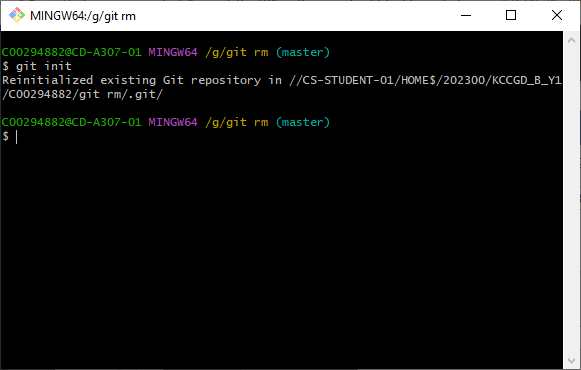 MINGW64:/g/git rm
C00294882@CD-A307-01 MINGW64 /g/git rm (master)
$ git init
Reinitialized existing Git repository in //CS-STUDENT-01/HOME$/202300/KCCGD_B_Y1
/C00294882/git rm/.git/
C00294882@CD-A307-01 MINGW64 /g/git rm (master)
$